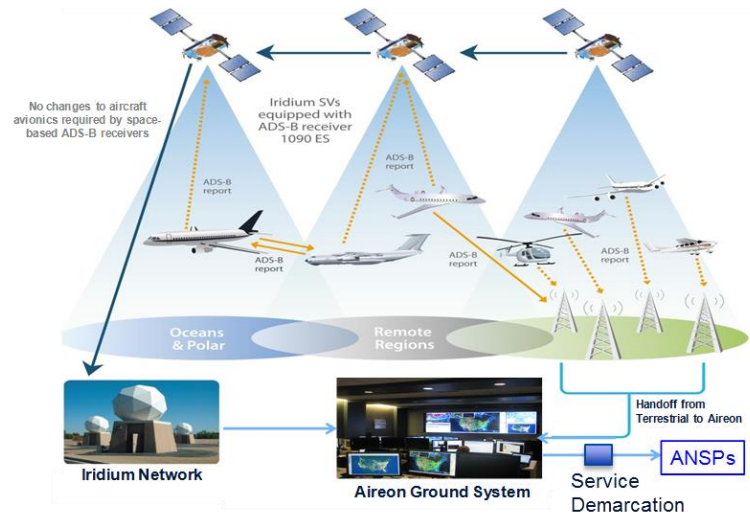 No changes to aircraft
avionics required by space-
based ADS-B receivers
Iridium SVs
equipped with
ADS-B receiver
1090 ES
ADS-B
report
ADS-B
report
ADS-B
report
ADS-B
report
ADS-B
report
Oceans
& Polar
Remote
Regions
Handoff from
Terrestrial to Aireon
Iridium Network
Aireon Ground System
Service
Demarcation
ANSPs